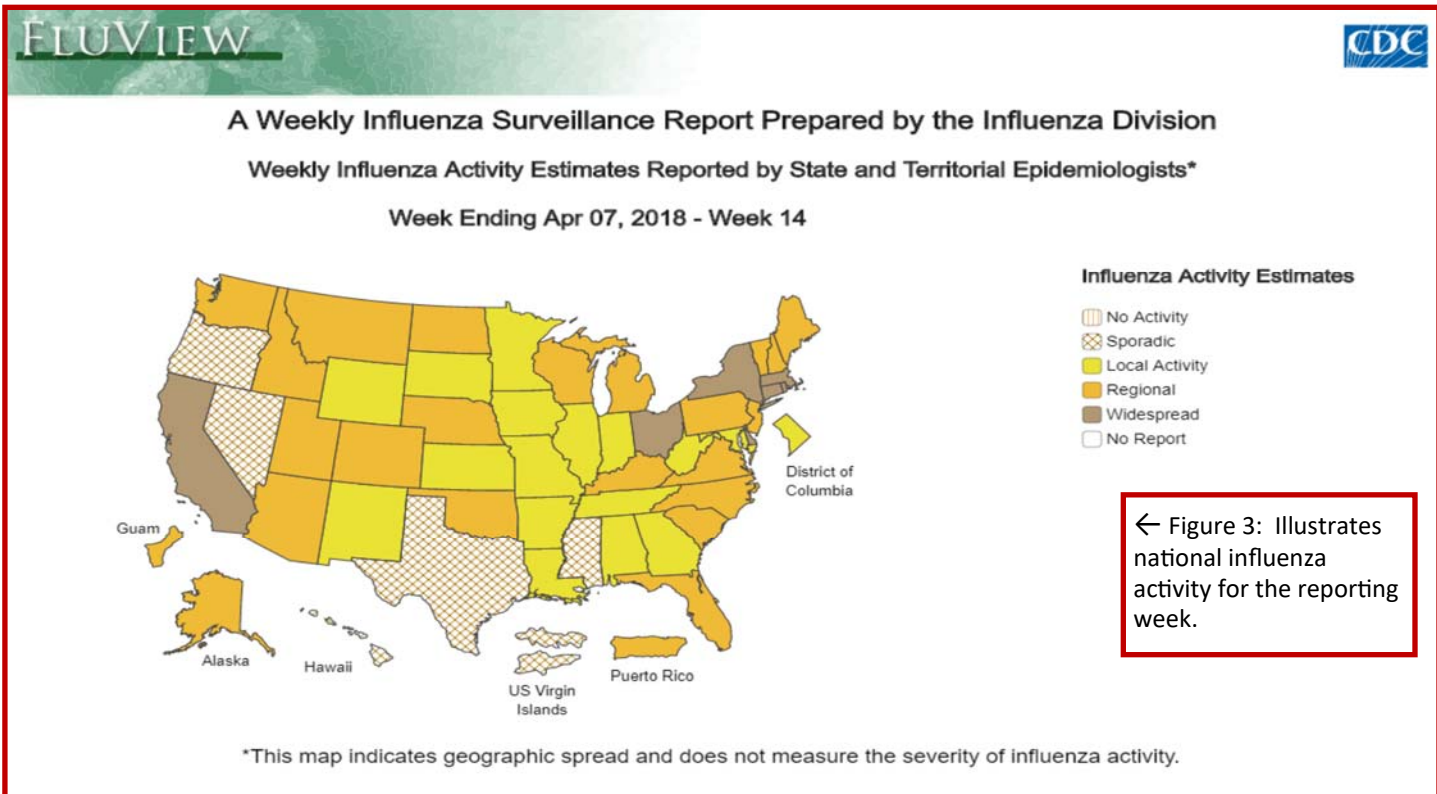 FLUVIEW
CDC
A Weekly Influenza Surveillance Report Prepared by the Influenza Division
Weekly Influenza Activity Estimates Reported by State and Territorial Epidemiologists*
Week Ending Apr 07, 2018 - Week 14
Influenza Activity Estimates
No Activity
Sporadic
Local Activity
Regional
Widespread
No Report
District of
Columbia
Guam
Alaska
Hawaii
US Virgin
Islands
Puerto Rico
← Figure 3: Illustrates
national influenza
activity for the reporting
week.
*This map indicates geographic spread and does not measure the severity of influenza activity.